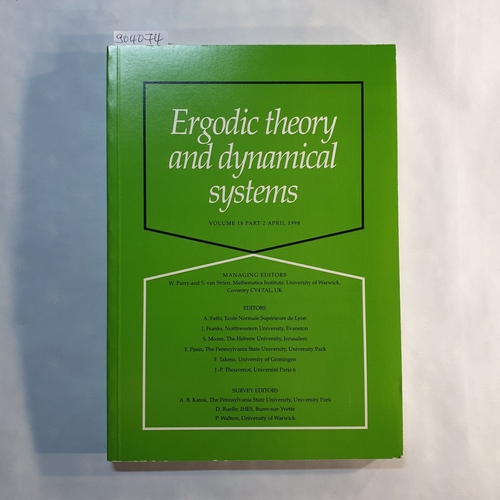 904074
Ergodic theory
and dynamical
systems
VOLUME 18 PART 2 APRIL 1998
MANAGING EDITORS
W. Parry and S. van Strien, Mathematics Institute, University of Warwick,
Coventry CV4 7AL, UK
EDITORS
A. Fathi, Ecole Normale Supérieure de Lyon
J. Franks, Northwestern University, Evanston
S. Mozes, The Hebrew University, Jerusalem
Y. Pesin, The Pennsylvania State University, University Park
F. Takens, University of Groningen
J.-P. Thouvenot, Université Paris 6
SURVEY EDITORS
A. B. Katok, The Pennsylvania State University, University Park
D. Ruelle, IHES, Bures-sur-Yvette
P. Walters, University of Warwick